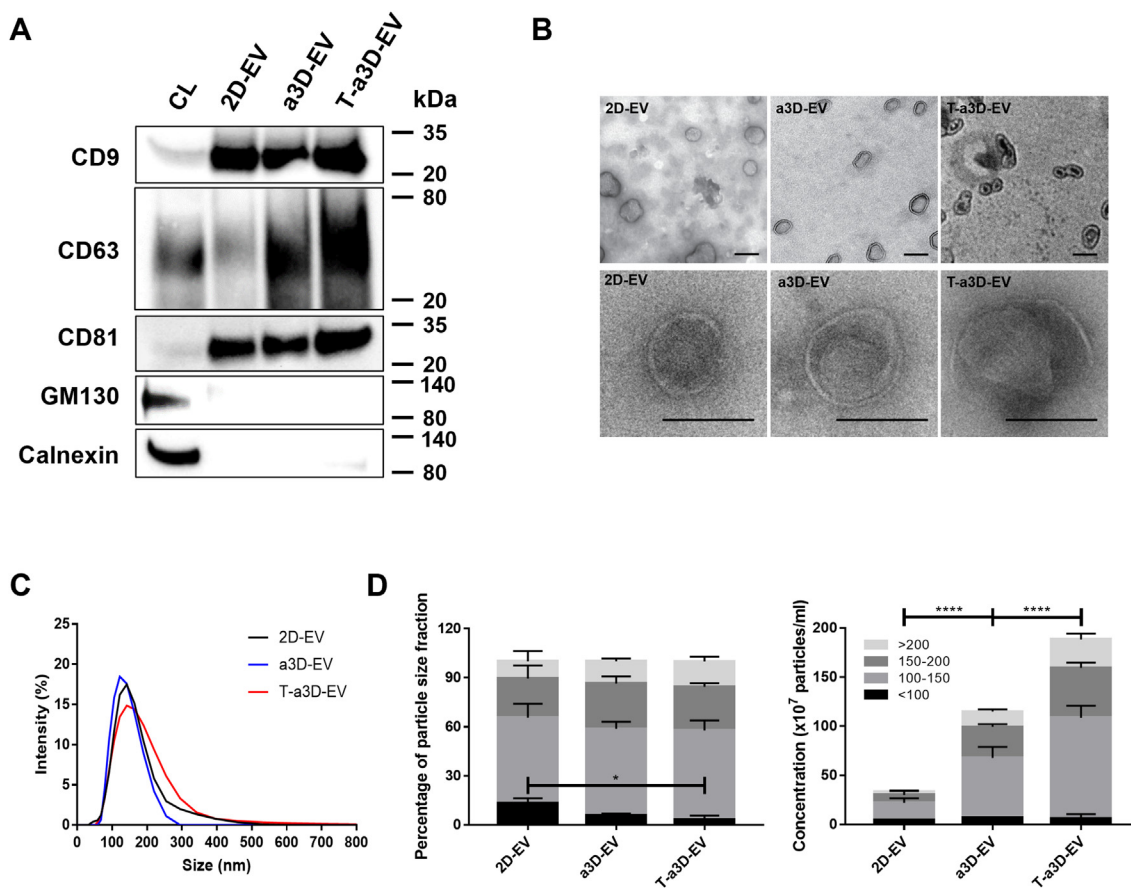 A
CL
2D-EV
a3D-EV
T-a3D-EV
kDa
CD9
35
20
CD63
80
20
CD81
35
20
GM130
140
80
Calnexin
140
80
B
2D-EV
a3D-EV
T-a3D-EV
2D-EV
a3D-EV
T-a3D-EV
C
Intensity (%)
25
20
15
10
5
0
0 100 200 300 400 500 600 700 800
Size (nm)
2D-EV
a3D-EV
T-a3D-EV
D
Percentage of particle size fraction
120
90
60
30
0
*
2D-EV
a3D-EV
T-a3D-EV
Concentration (x10⁷ particles/ml)
200
150
100
50
0
**** ****
>200
150-200
100-150
<100
2D-EV
a3D-EV
T-a3D-EV